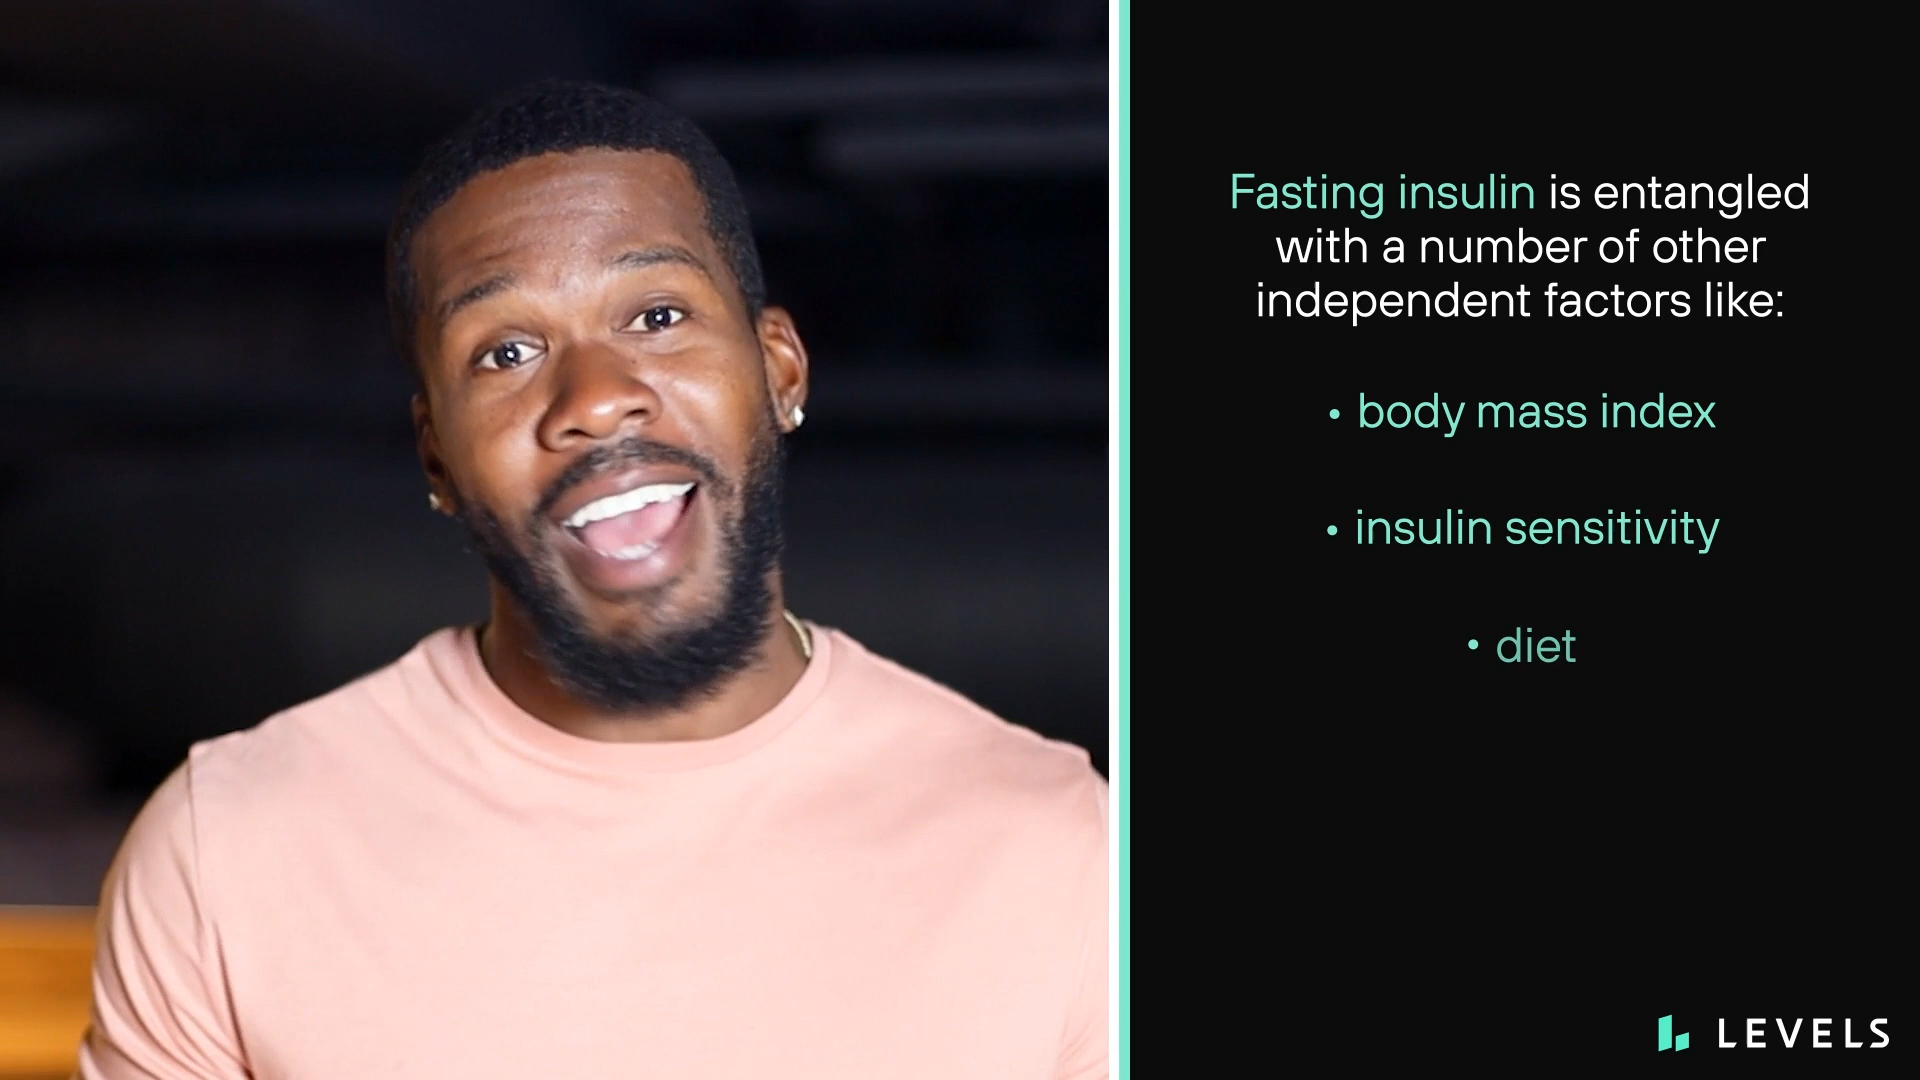 Fasting insulin is entangled
with a number of other
independent factors like:
• body mass index
• insulin sensitivity
• diet
LEVELS